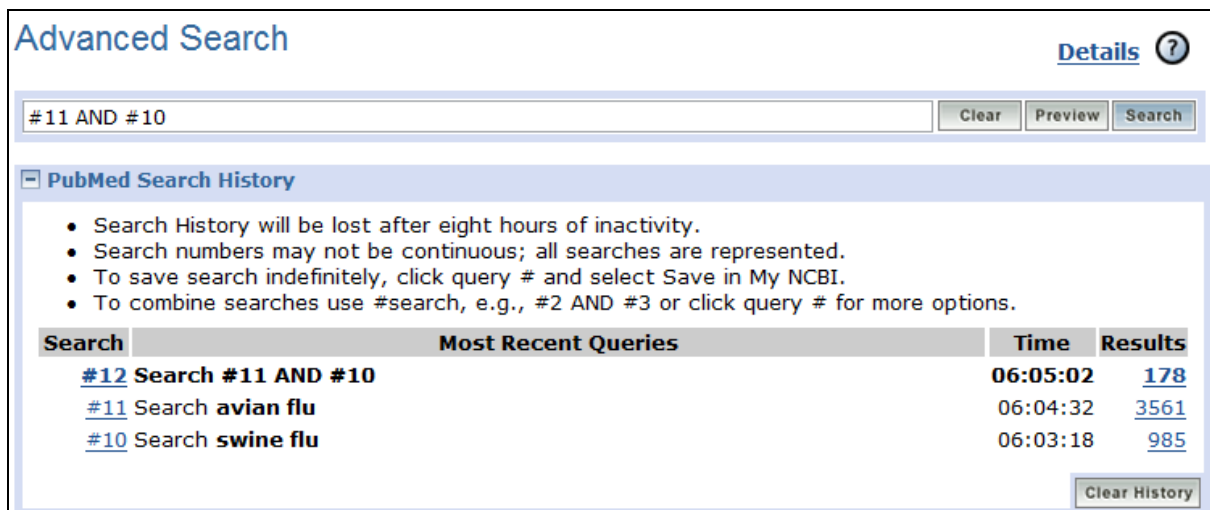 Advanced Search
Details ?
#11 AND #10 Clear Preview Search
PubMed Search History
• Search History will be lost after eight hours of inactivity.
• Search numbers may not be continuous; all searches are represented.
• To save search indefinitely, click query # and select Save in My NCBI.
• To combine searches use #search, e.g., #2 AND #3 or click query # for more options.
Search Most Recent Queries Time Results
#12 Search #11 AND #10 06:05:02 178
#11 Search avian flu 06:04:32 3561
#10 Search swine flu 06:03:18 985
Clear History